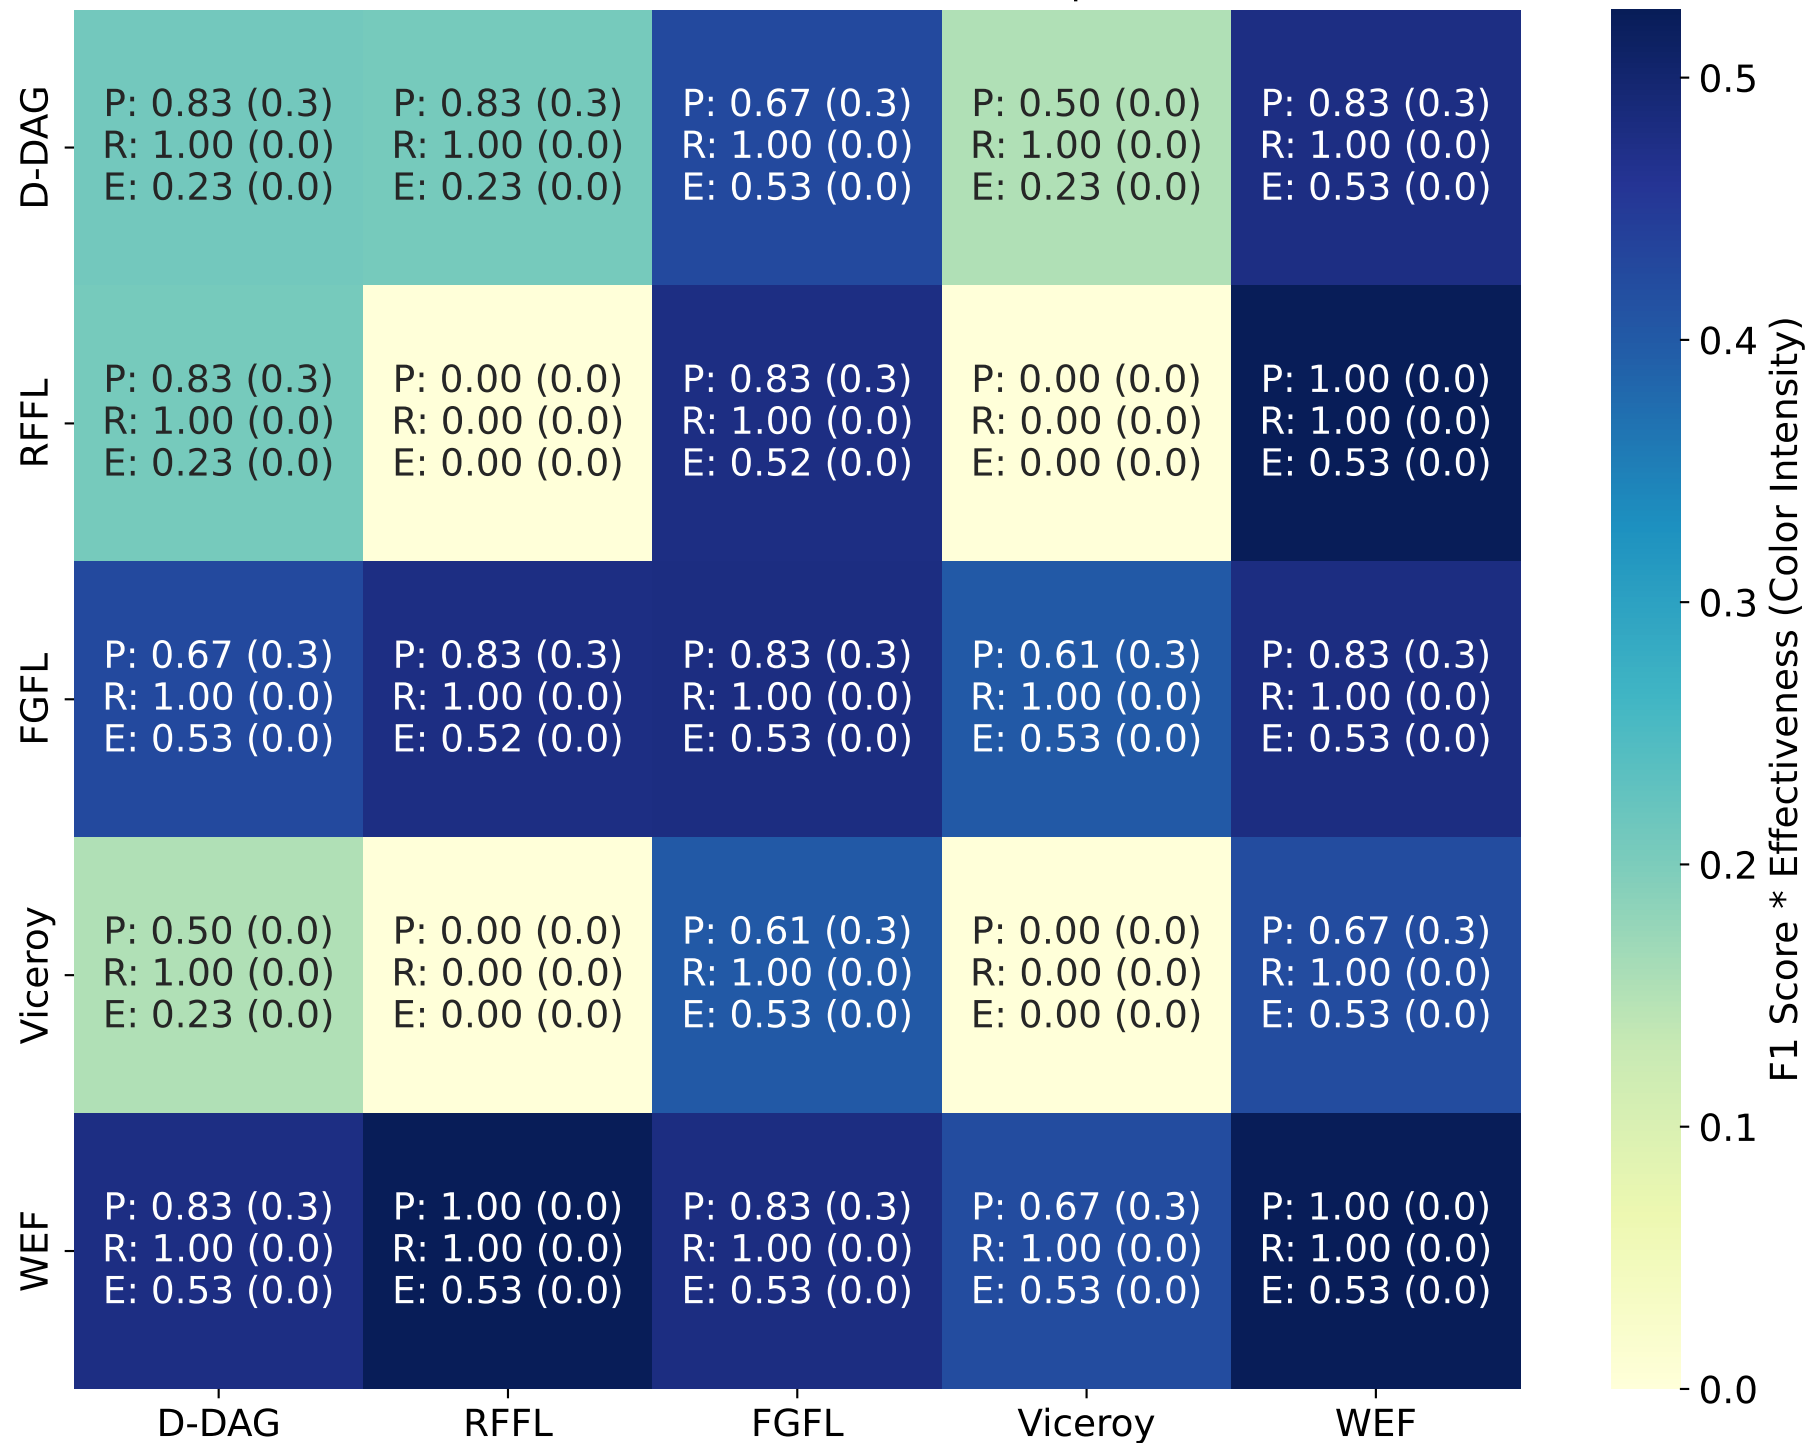 D-DAG
P: 0.83 (0.3)
R: 1.00 (0.0)
E: 0.23 (0.0)
P: 0.83 (0.3)
R: 1.00 (0.0)
E: 0.23 (0.0)
P: 0.67 (0.3)
R: 1.00 (0.0)
E: 0.53 (0.0)
P: 0.50 (0.0)
R: 1.00 (0.0)
E: 0.23 (0.0)
P: 0.83 (0.3)
R: 1.00 (0.0)
E: 0.53 (0.0)
RFFL
P: 0.83 (0.3)
R: 1.00 (0.0)
E: 0.23 (0.0)
P: 0.00 (0.0)
R: 0.00 (0.0)
E: 0.00 (0.0)
P: 0.83 (0.3)
R: 1.00 (0.0)
E: 0.52 (0.0)
P: 0.00 (0.0)
R: 0.00 (0.0)
E: 0.00 (0.0)
P: 1.00 (0.0)
R: 1.00 (0.0)
E: 0.53 (0.0)
FGFL
P: 0.67 (0.3)
R: 1.00 (0.0)
E: 0.53 (0.0)
P: 0.83 (0.3)
R: 1.00 (0.0)
E: 0.52 (0.0)
P: 0.83 (0.3)
R: 1.00 (0.0)
E: 0.53 (0.0)
P: 0.61 (0.3)
R: 1.00 (0.0)
E: 0.53 (0.0)
P: 0.83 (0.3)
R: 1.00 (0.0)
E: 0.53 (0.0)
Viceroy
P: 0.50 (0.0)
R: 1.00 (0.0)
E: 0.23 (0.0)
P: 0.00 (0.0)
R: 0.00 (0.0)
E: 0.00 (0.0)
P: 0.61 (0.3)
R: 1.00 (0.0)
E: 0.53 (0.0)
P: 0.00 (0.0)
R: 0.00 (0.0)
E: 0.00 (0.0)
P: 0.67 (0.3)
R: 1.00 (0.0)
E: 0.53 (0.0)
WEF
P: 0.83 (0.3)
R: 1.00 (0.0)
E: 0.53 (0.0)
P: 1.00 (0.0)
R: 1.00 (0.0)
E: 0.53 (0.0)
P: 0.83 (0.3)
R: 1.00 (0.0)
E: 0.53 (0.0)
P: 0.67 (0.3)
R: 1.00 (0.0)
E: 0.53 (0.0)
P: 1.00 (0.0)
R: 1.00 (0.0)
E: 0.53 (0.0)
D-DAG
RFFL
FGFL
Viceroy
WEF
0.5
0.4
0.3
0.2
0.1
0.0
F1 Score * Effectiveness (Color Intensity)